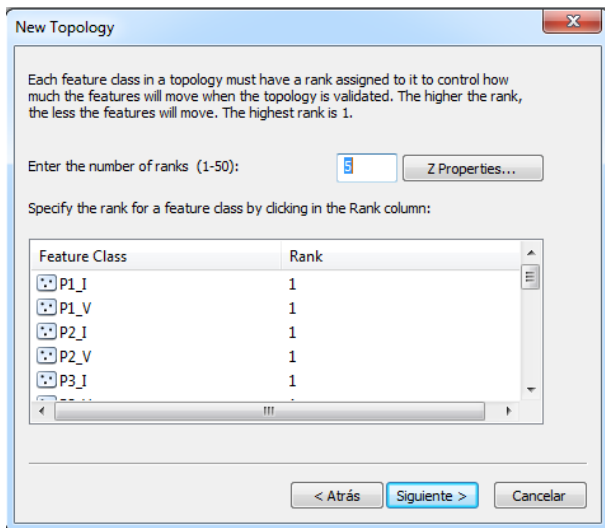 New Topology
Each feature class in a topology must have a rank assigned to it to control how
much the features will move when the topology is validated. The higher the rank,
the less the features will move. The highest rank is 1.
Enter the number of ranks (1-50): 5 Z Properties...
Specify the rank for a feature class by clicking in the Rank column:
Feature Class Rank
P1_I 1
P1_V 1
P2_I 1
P2_V 1
P3_I 1
< Atrás Siguiente > Cancelar